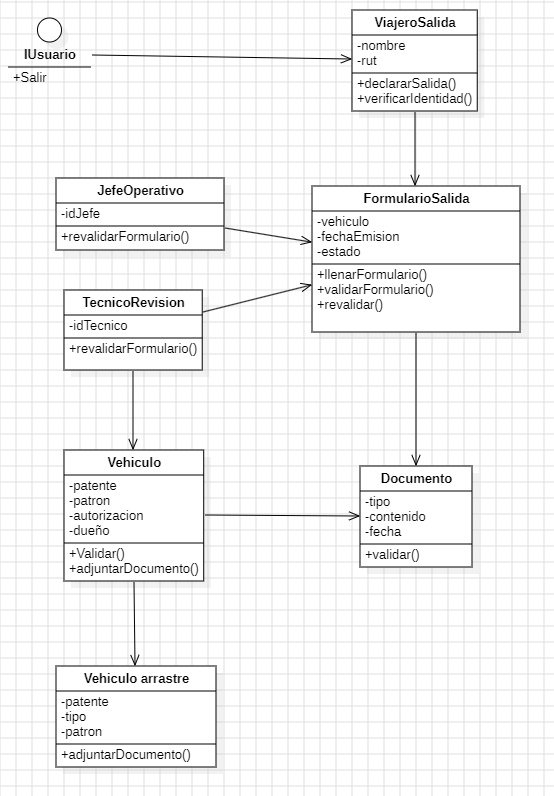 IUsuario
+Salir
ViajeroSalida
-nombre
-rut
+declararSalida()
+verificarIdentidad()
JefeOperativo
-idJefe
+revalidarFormulario()
FormularioSalida
-vehiculo
-fechaEmision
-estado
+llenarFormulario()
+validarFormulario()
+revalidar()
TecnicoRevision
-idTecnico
+revalidarFormulario()
Vehiculo
-patente
-patron
-autorizacion
-dueño
+Validar()
+adjuntarDocumento()
Documento
-tipo
-contenido
-fecha
+validar()
Vehiculo arrastre
-patente
-tipo
-patron
+adjuntarDocumento()